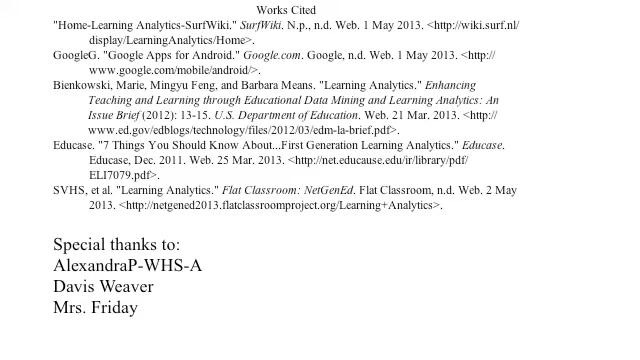 Works Cited
"Home-Learning Analytics-SurfWiki." SurfWiki. N.p., n.d. Web. 1 May 2013. <http://wiki.surf.nl/
display/LearningAnalytics/Home>.
GoogleG. "Google Apps for Android." Google.com. Google, n.d. Web. 1 May 2013. <http://
www.google.com/mobile/android/>.
Bienkowski, Marie, Mingyu Feng, and Barbara Means. "Learning Analytics." Enhancing
Teaching and Learning through Educational Data Mining and Learning Analytics: An
Issue Brief (2012): 13-15. U.S. Department of Education. Web. 21 Mar. 2013. <http://
www.ed.gov/edblogs/technology/files/2012/03/edm-la-brief.pdf>.
Educase. "7 Things You Should Know About...First Generation Learning Analytics." Educase.
Educase, Dec. 2011. Web. 25 Mar. 2013. <http://net.educause.edu/ir/library/pdf/
ELI7079.pdf>.
SVHS, et al. "Learning Analytics." Flat Classroom: NetGenEd. Flat Classroom, n.d. Web. 2 May
2013. <http://netgened2013.flatclassroomproject.org/Learning+Analytics>.
Special thanks to:
AlexandraP-WHS-A
Davis Weaver
Mrs. Friday